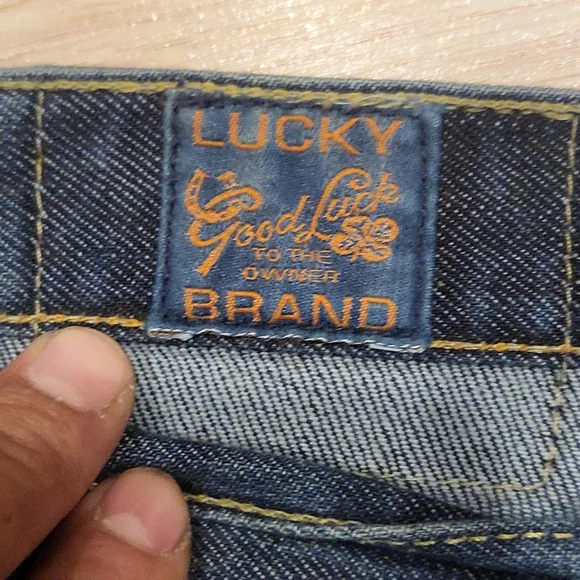 LUCKY
Good Luck
TO THE
OWNER
BRAND